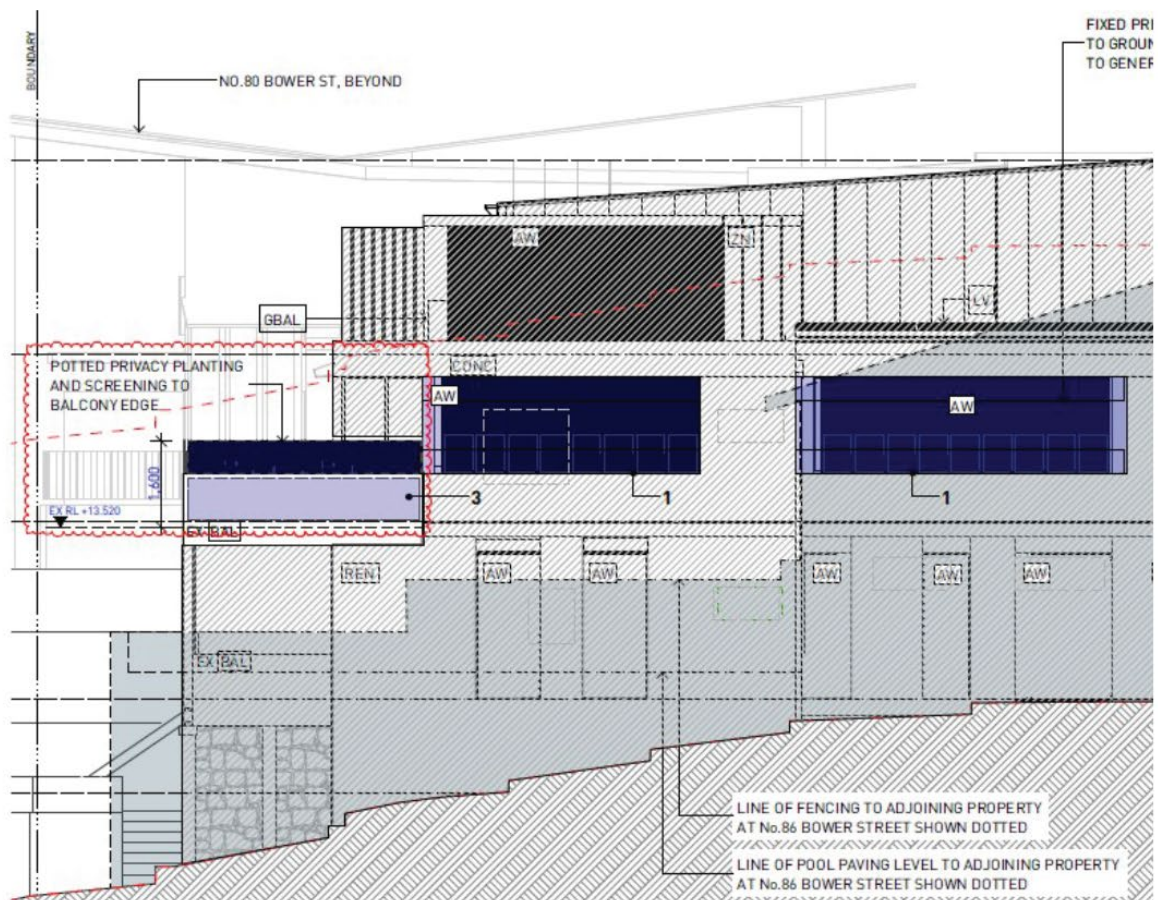 BOUNDARY
NO.80 BOWER ST, BEYOND
FIXED PRI
TO GROUN
TO GENER
AW
ZN
GBAL
LV
POTTED PRIVACY PLANTING
AND SCREENING TO
BALCONY EDGE
CONC
AW
AW
1,600
3
1
1
EX RL +13.520
EX BAL
REN
AW
AW
AW
AW
AW
EX BAL
LINE OF FENCING TO ADJOINING PROPERTY
AT No.86 BOWER STREET SHOWN DOTTED
LINE OF POOL PAVING LEVEL TO ADJOINING PROPERTY
AT No.86 BOWER STREET SHOWN DOTTED